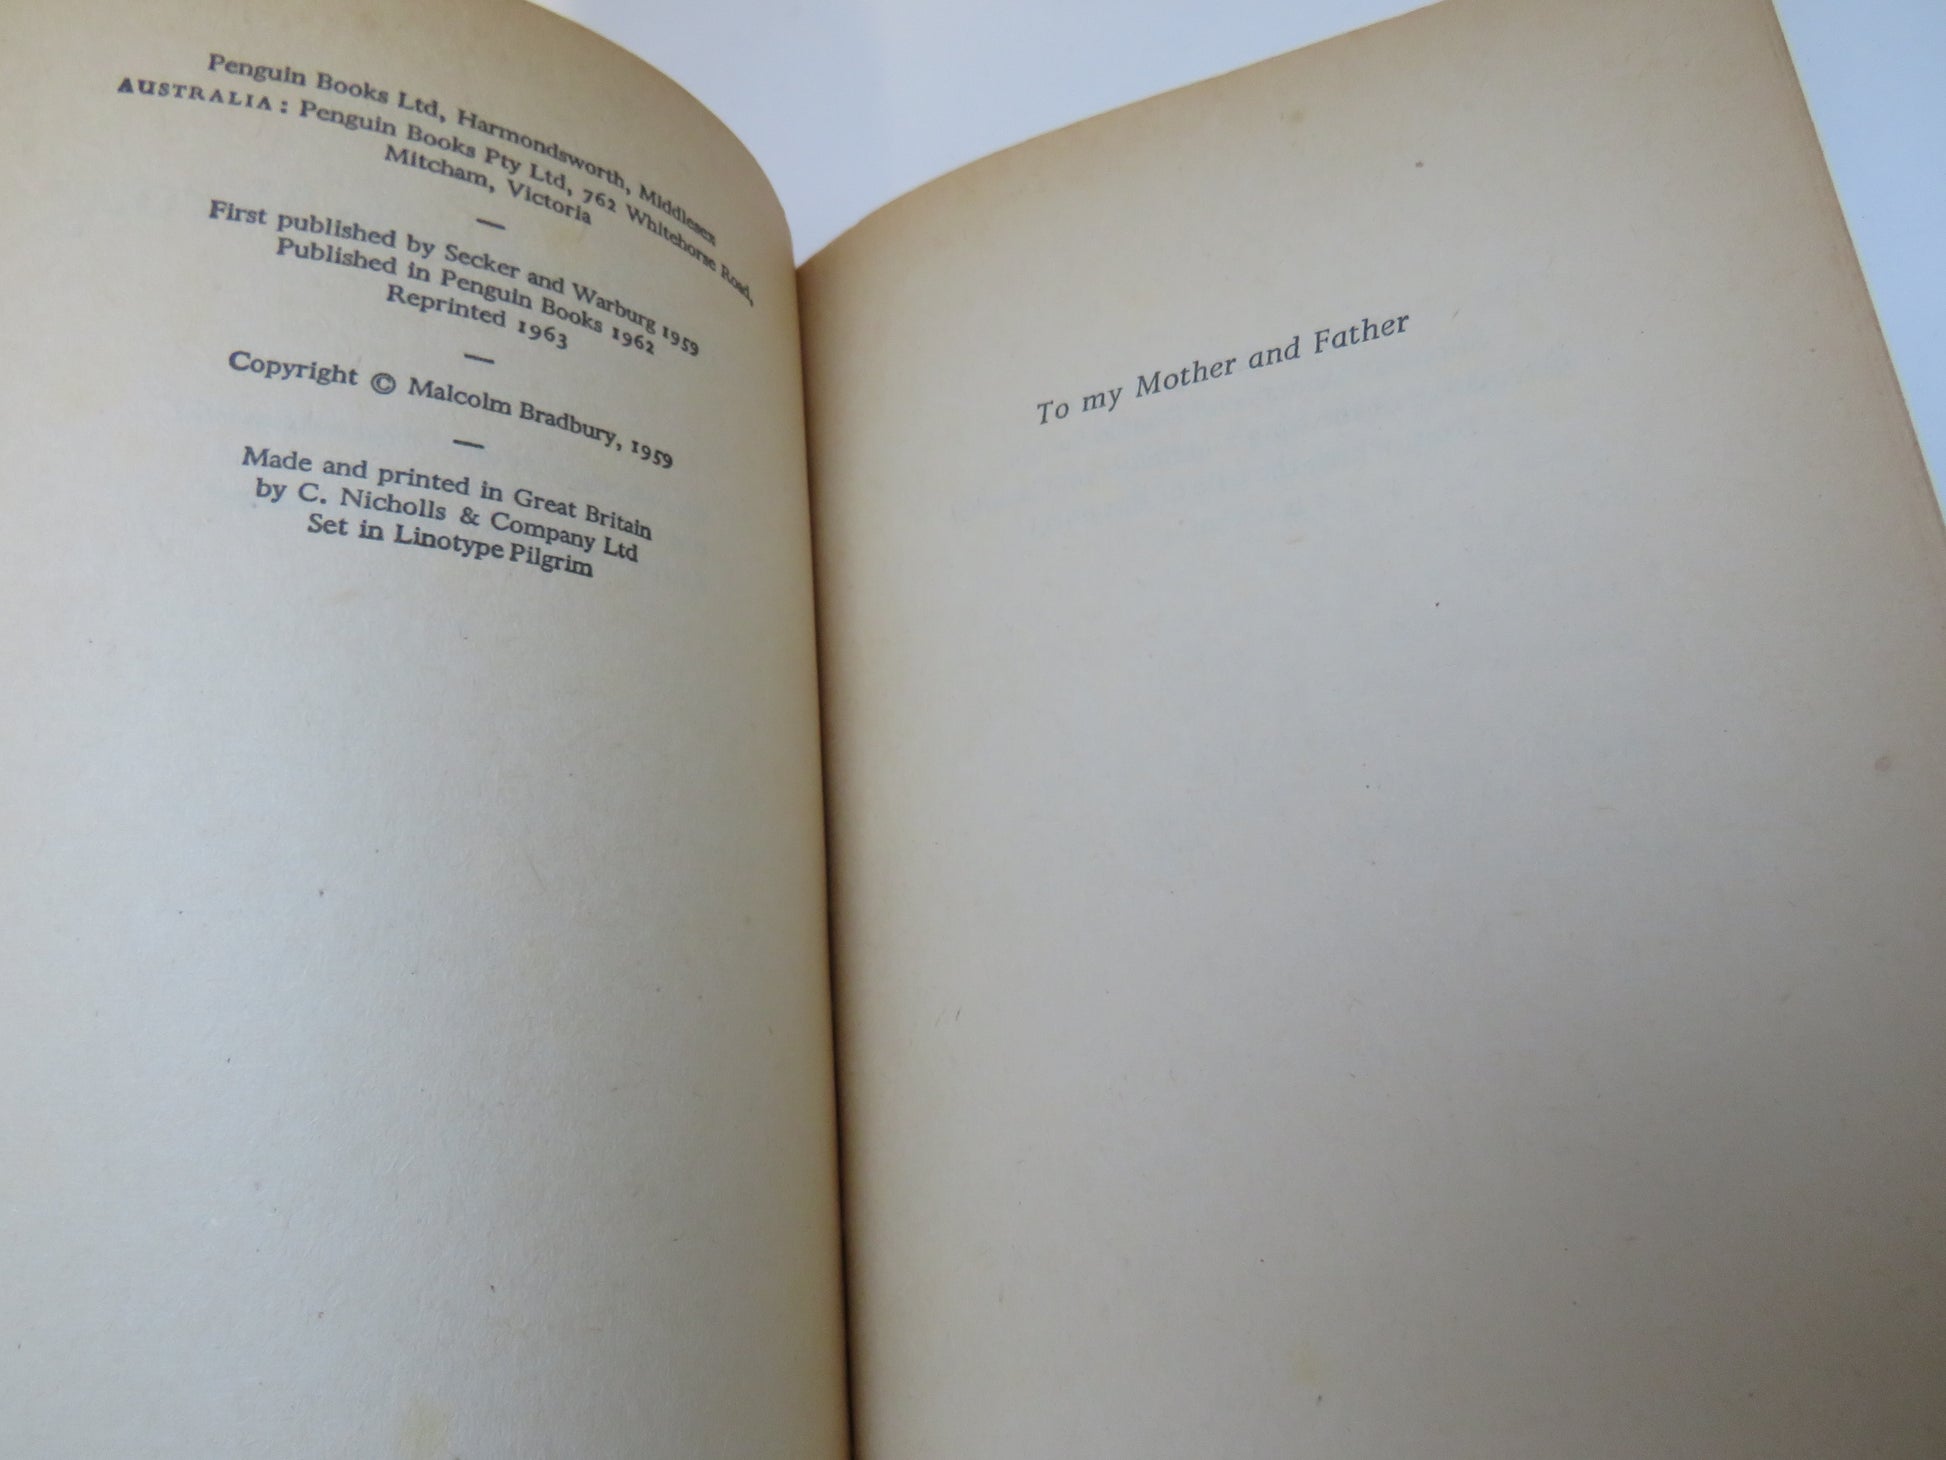 Penguin Books Ltd, Harmondsworth, Middlesex
AUSTRALIA: Penguin Books Pty Ltd, 762 Whitehorse Road,
Mitcham, Victoria
—
First published by Secker and Warburg 1959
Published in Penguin Books 1962
Reprinted 1963
—
Copyright © Malcolm Bradbury, 1959
—
Made and printed in Great Britain
by C. Nicholls & Company Ltd
Set in Linotype Pilgrim
To my Mother and Father